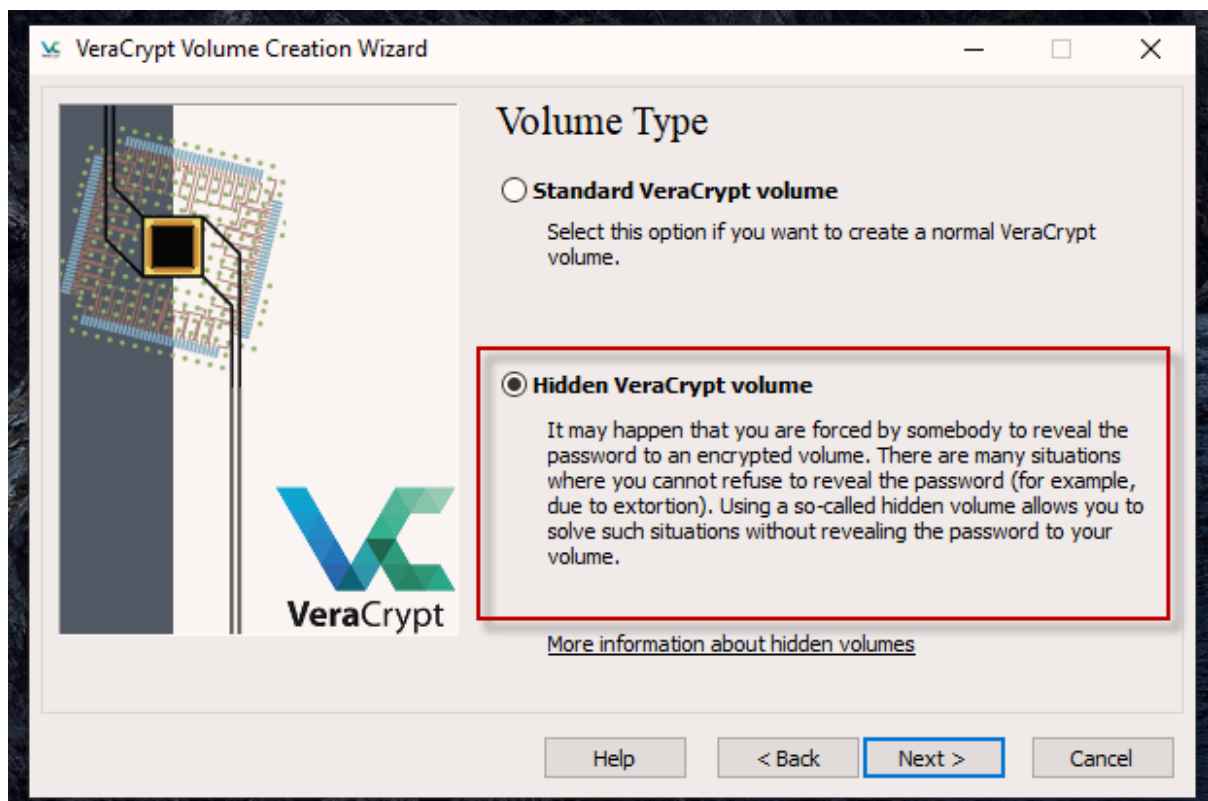 VeraCrypt Volume Creation Wizard
Volume Type
Standard VeraCrypt volume
Select this option if you want to create a normal VeraCrypt
volume.
Hidden VeraCrypt volume
It may happen that you are forced by somebody to reveal the
password to an encrypted volume. There are many situations
where you cannot refuse to reveal the password (for example,
due to extortion). Using a so-called hidden volume allows you to
solve such situations without revealing the password to your
volume.
VeraCrypt
More information about hidden volumes
Help
< Back
Next >
Cancel